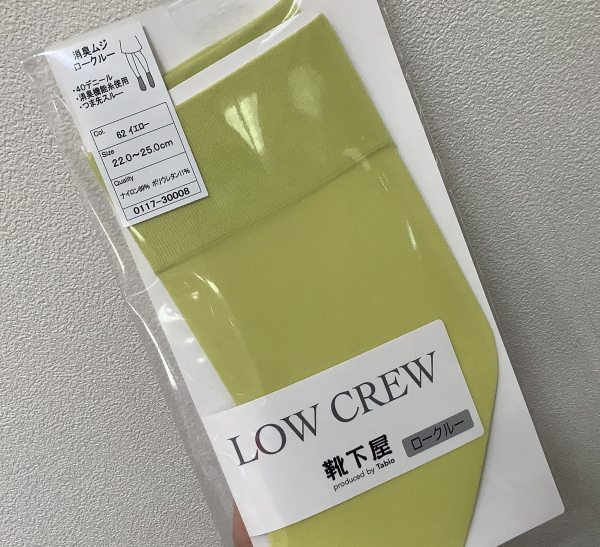 消臭ムジ
ロークルー
・40デニール
・消臭機能糸使用
・つま先スルー
Col.
62 イエロー
Size
22.0〜25.0cm
Quality
ナイロン89% ポリウレタン11%
0117-30008
LOW CREW
靴下屋
ロークルー
produced by Tabio